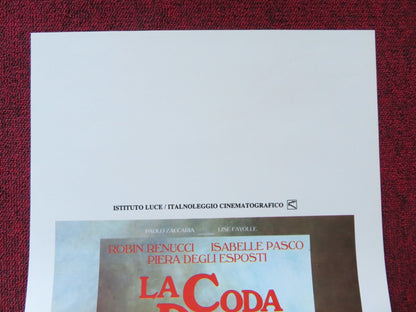 ISTITUTO LUCE / ITALNOLEGGIO CINEMATOGRAFICO
PAOLO ZACCARIA LISE FAYOLLE
ROBIN RENUCCI ISABELLE PASCO
PIERA DEGLI ESPOSTI
LA CODA